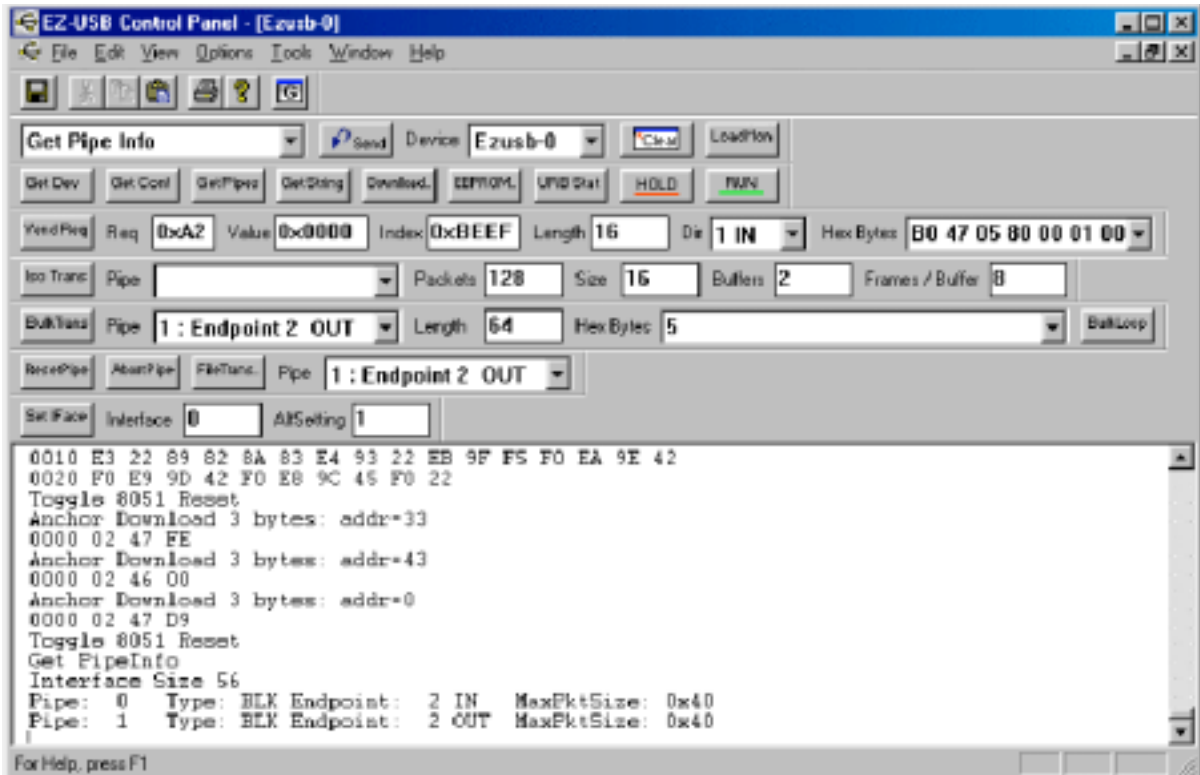 EZ-USB Control Panel - [Ezusb-0]
File Edit View Options Tools Window Help
Get Pipe Info Send Device Ezusb-0 Clear LoadMon
Get Dev Get Conf GetPipes GetString Download.. EEPROM.. URB Stat HOLD RUN
Vend Req Req 0xA2 Value 0x0000 Index 0xBEEF Length 16 Dir 1 IN Hex Bytes B0 47 05 80 00 01 00
Iso Trans Pipe Packets 128 Size 16 Buffers 2 Frames / Buffer 8
BulkTrans Pipe 1 : Endpoint 2 OUT Length 64 Hex Bytes 5 BulkLoop
ResetPipe AbortPipe FileTrans.. Pipe 1 : Endpoint 2 OUT
Set IFace Interface 0 AltSetting 1
0010 E3 22 89 82 8A 83 E4 93 22 EB 9F F5 F0 EA 9E 42
0020 F0 E9 9D 42 F0 E8 9C 45 F0 22
Toggle 8051 Reset
Anchor Download 3 bytes: addr=33
0000 02 47 FE
Anchor Download 3 bytes: addr=43
0000 02 46 00
Anchor Download 3 bytes: addr=0
0000 02 47 D9
Toggle 8051 Reset
Get PipeInfo
Interface Size 56
Pipe: 0 Type: BLK Endpoint: 2 IN MaxPktSize: 0x40
Pipe: 1 Type: BLK Endpoint: 2 OUT MaxPktSize: 0x40
For Help, press F1